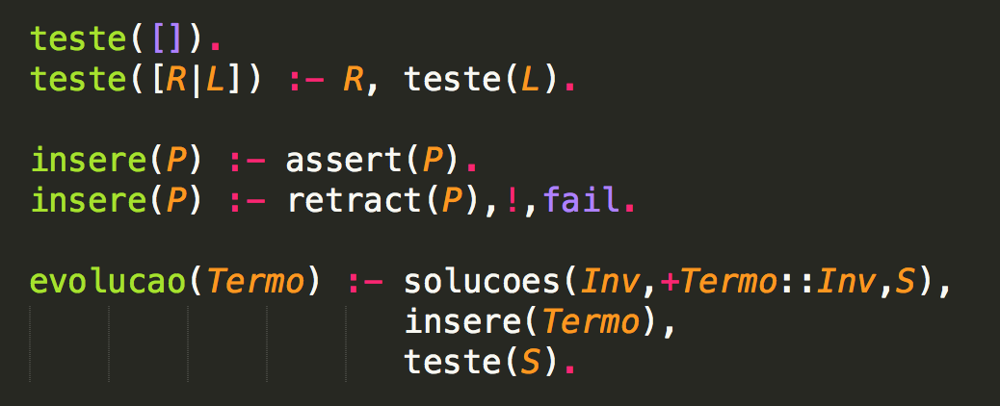 teste([]).
teste([R|L]) :- R, teste(L).
insere(P) :- assert(P).
insere(P) :- retract(P),!,fail.
evolucao(Termo) :- solucoes(Inv,+Termo::Inv,S),
insere(Termo),
teste(S).